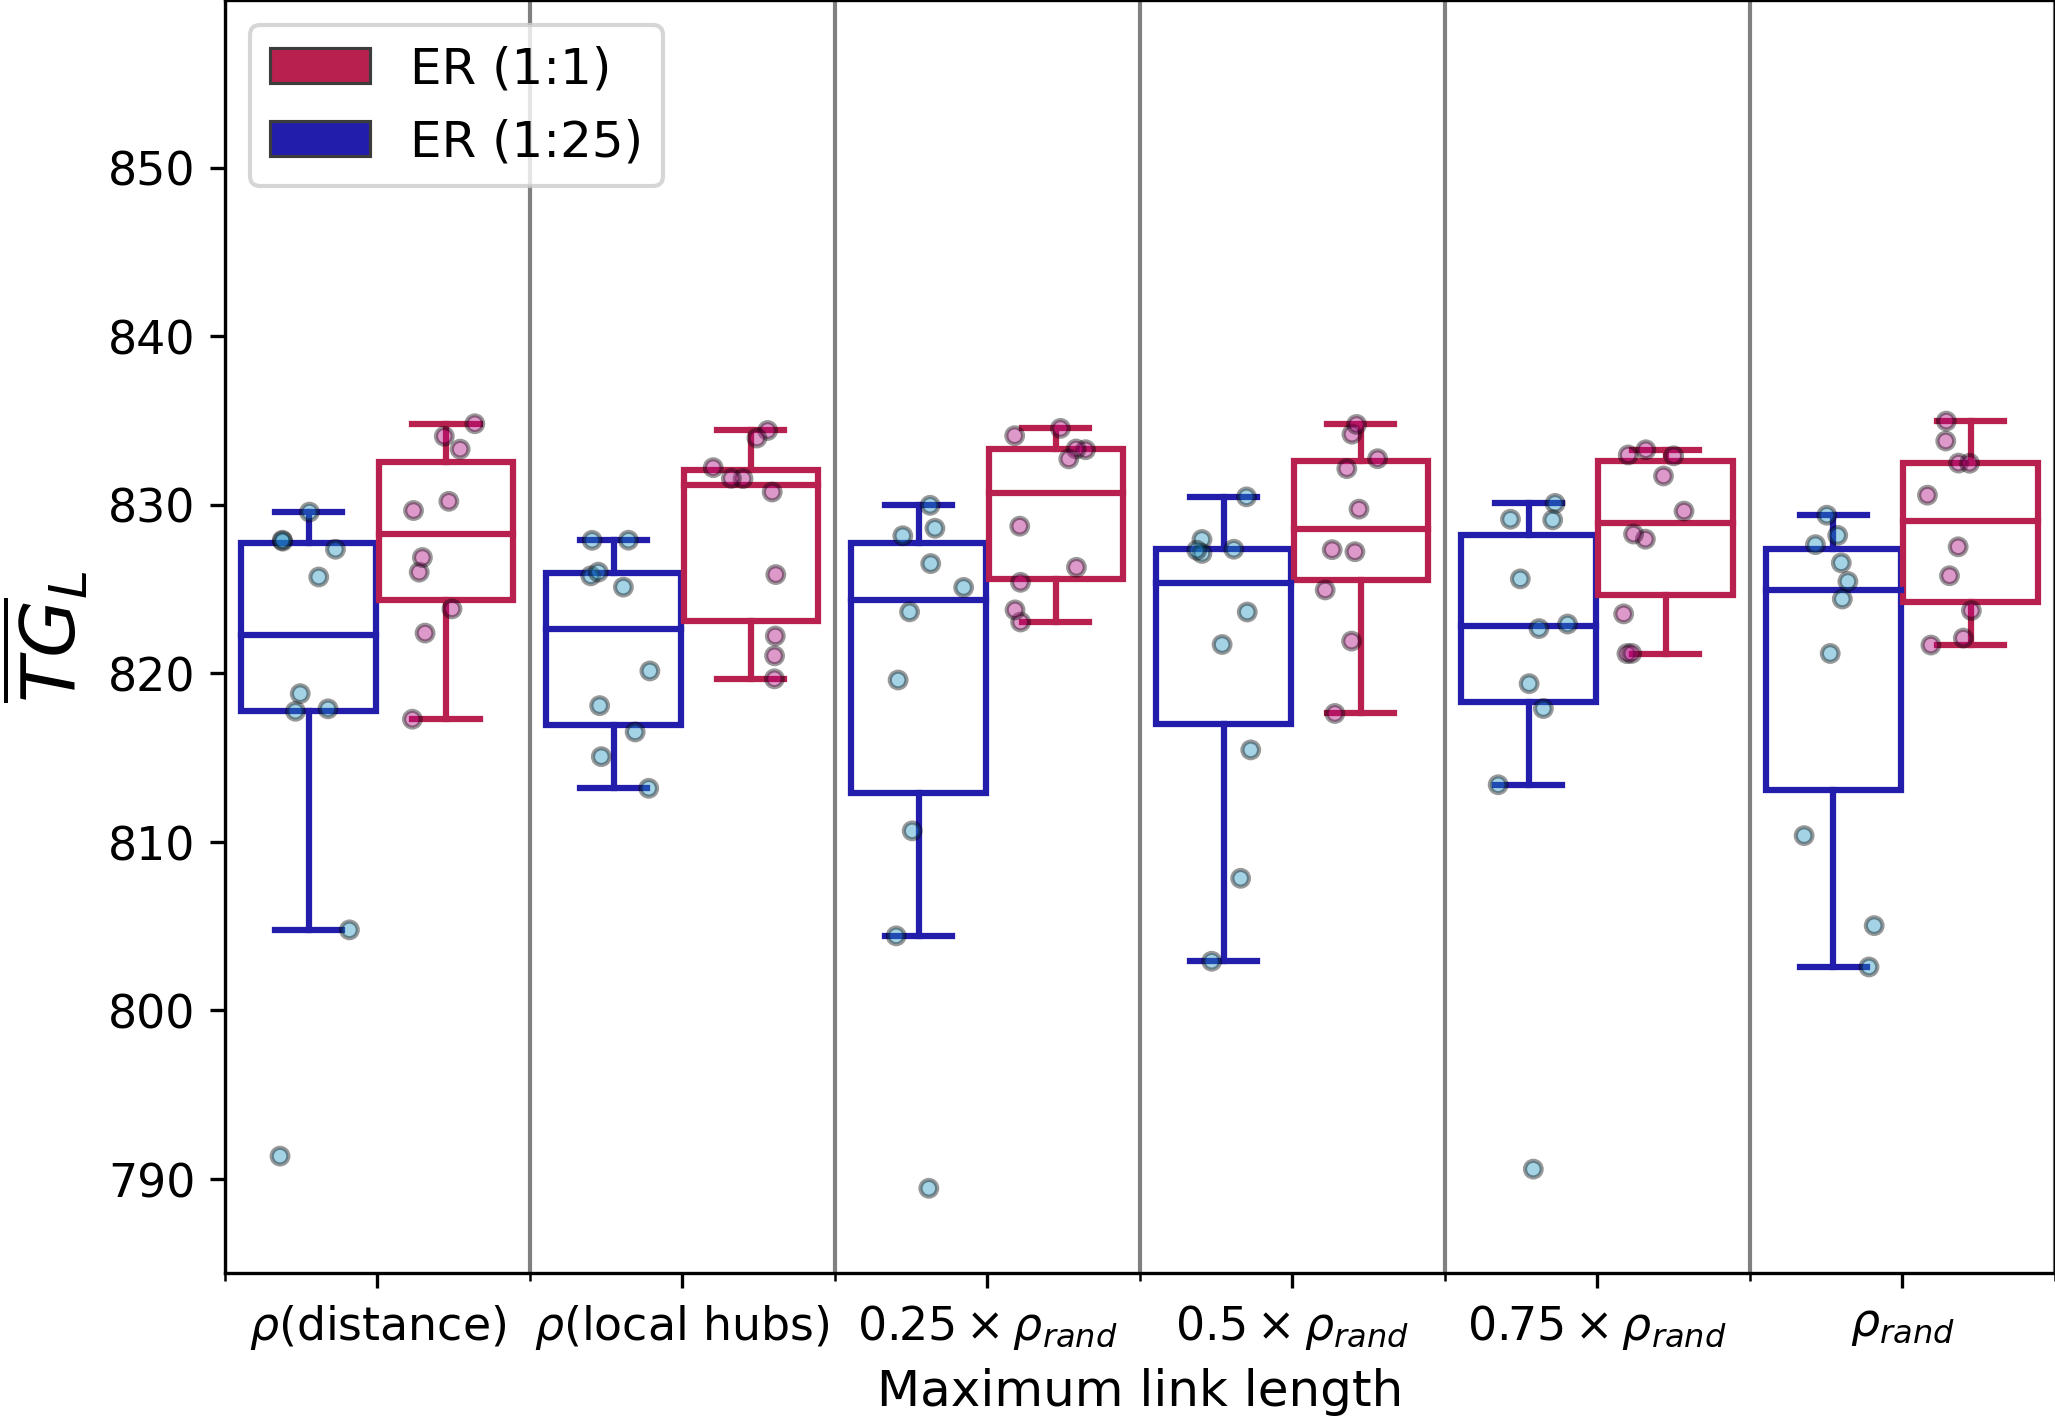 ER (1:1)
ER (1:25)
850
840
830
820
810
800
790
T̅G̅_L
ρ(distance) ρ(local hubs) 0.25 × ρ_rand 0.5 × ρ_rand 0.75 × ρ_rand ρ_rand
Maximum link length